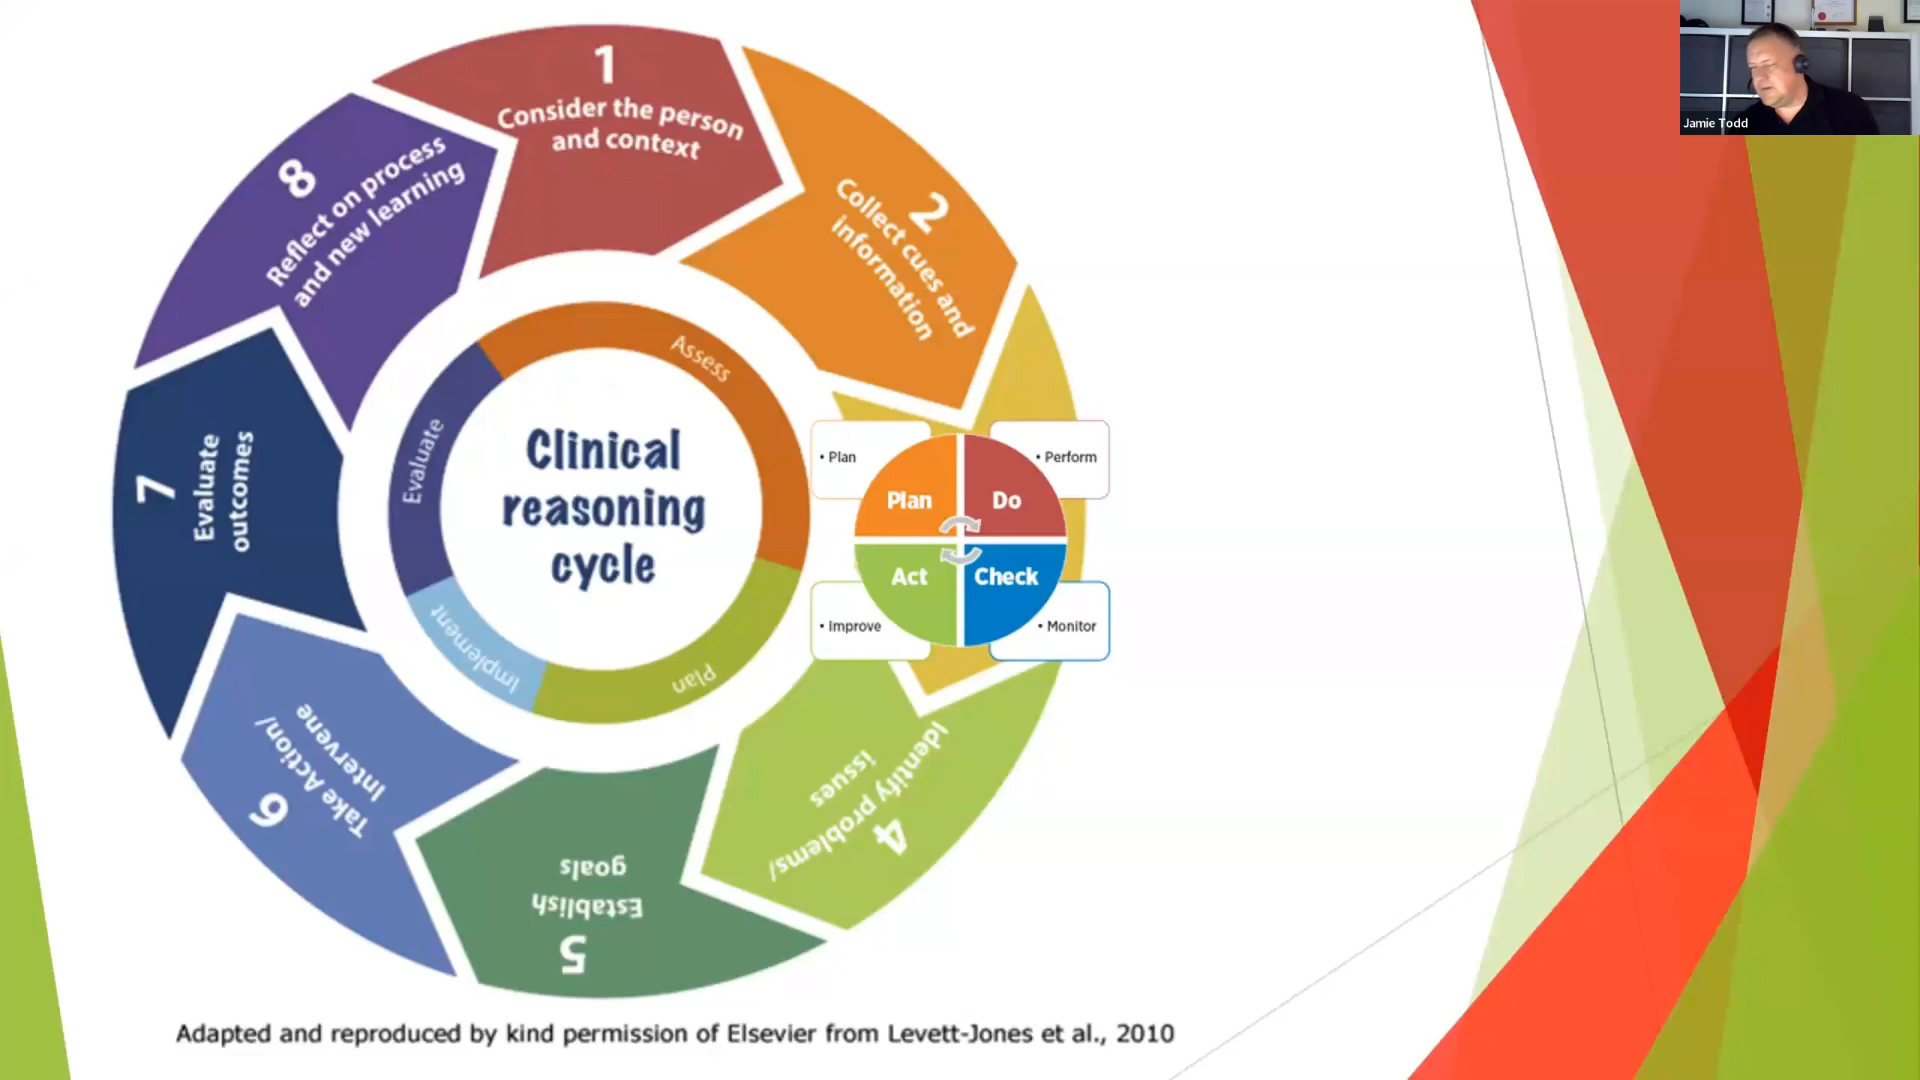 1
Consider the person
and context
2
Collect cues and
information
4
Identify problems/
issues
5
Establish
goals
6
Take Action/
Intervene
7
Evaluate
outcomes
8
Reflect on process
and new learning
Assess
Plan
Implement
Evaluate
Clinical
reasoning
cycle
• Plan
• Perform
Plan
Do
Act
Check
• Improve
• Monitor
Adapted and reproduced by kind permission of Elsevier from Levett-Jones et al., 2010
Jamie Todd